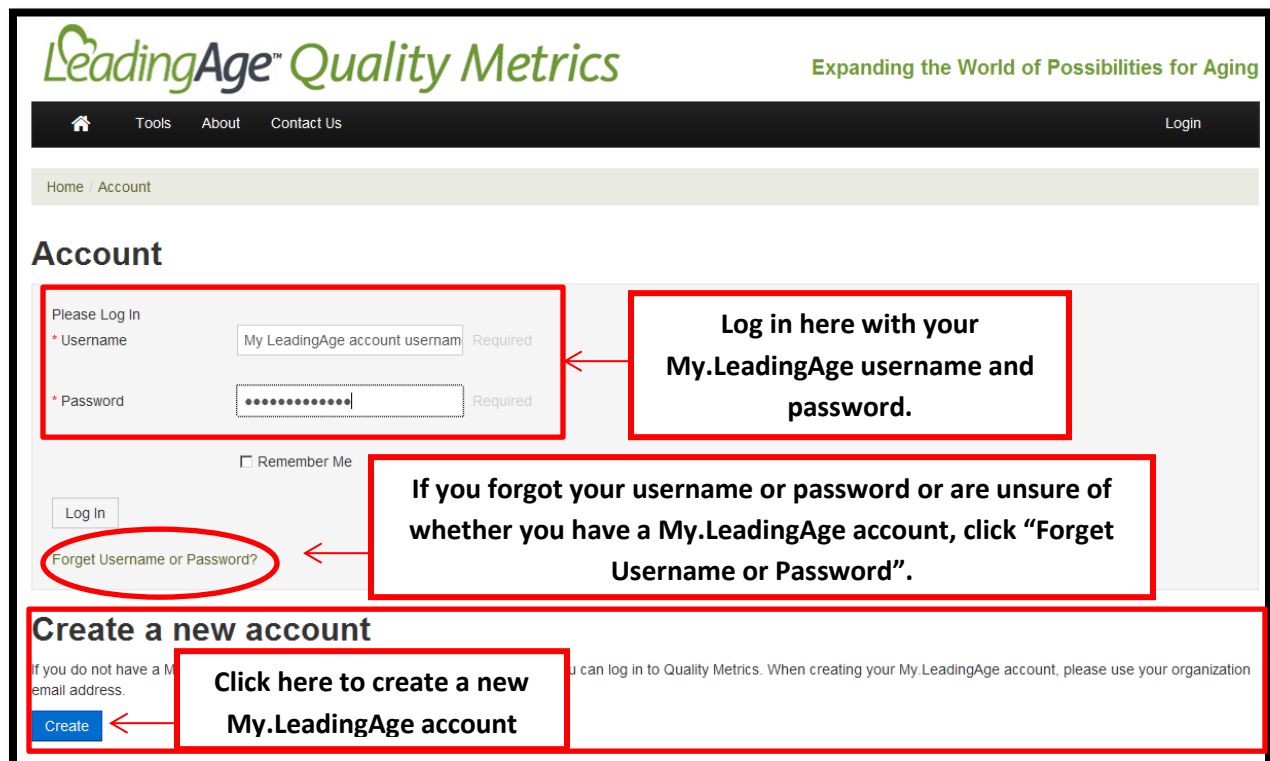 LeadingAge™ Quality Metrics
Expanding the World of Possibilities for Aging
Tools About Contact Us Login
Home / Account
Account
Please Log In
* Username My LeadingAge account usernam Required
* Password ••••••••••••• Required
Log in here with your
My.LeadingAge username and
password.
Remember Me
Log In
Forget Username or Password?
If you forgot your username or password or are unsure of
whether you have a My.LeadingAge account, click “Forget
Username or Password”.
Create a new account
If you do not have a M
u can log in to Quality Metrics. When creating your My.LeadingAge account, please use your organization
email address.
Create
Click here to create a new
My.LeadingAge account